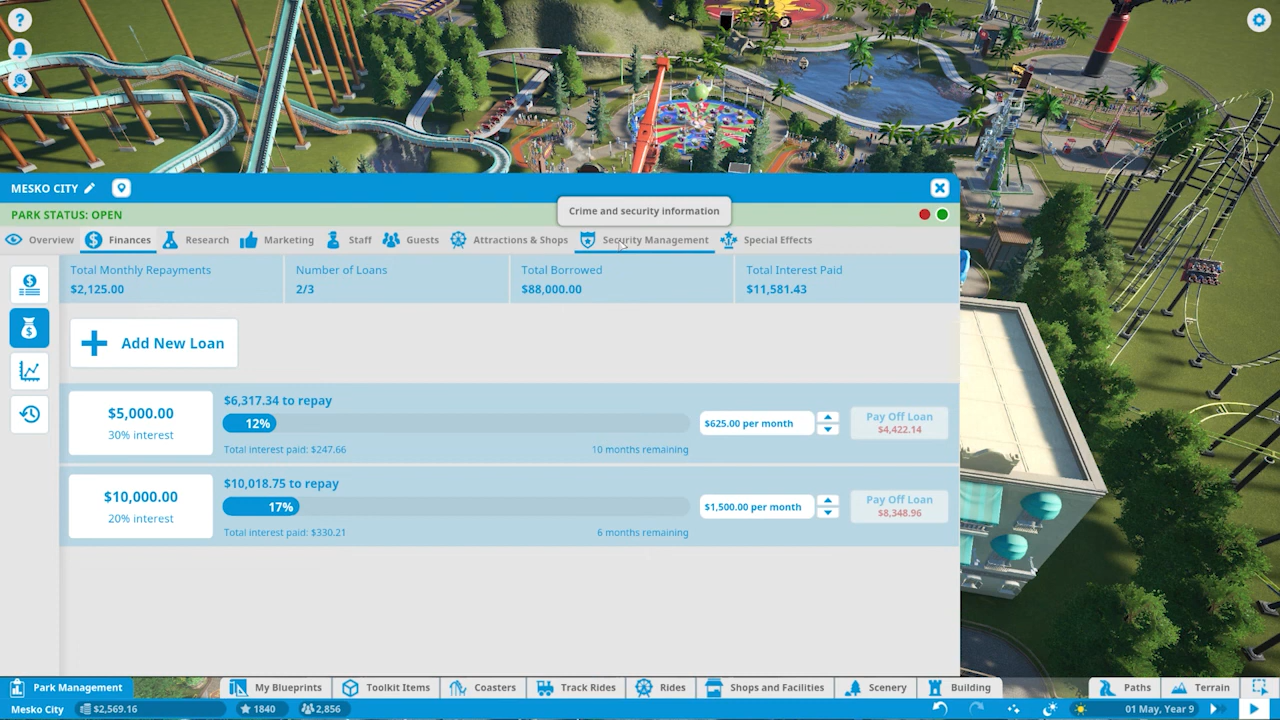 ?
MESKO CITY
Crime and security information
PARK STATUS: OPEN
Overview Finances Research Marketing Staff Guests Attractions & Shops Security Management Special Effects
Total Monthly Repayments Number of Loans Total Borrowed Total Interest Paid
$2,125.00 2/3 $88,000.00 $11,581.43
Add New Loan
$6,317.34 to repay
$5,000.00
30% interest
12%
$625.00 per month
Pay Off Loan
$4,422.14
Total interest paid: $247.66 10 months remaining
$10,018.75 to repay
$10,000.00
20% interest
17%
$1,500.00 per month
Pay Off Loan
$8,348.96
Total interest paid: $330.21 6 months remaining
Park Management My Blueprints Toolkit Items Coasters Track Rides Rides Shops and Facilities Scenery Building Paths Terrain
Mesko City $2,569.16 1840 2,856 01 May, Year 9